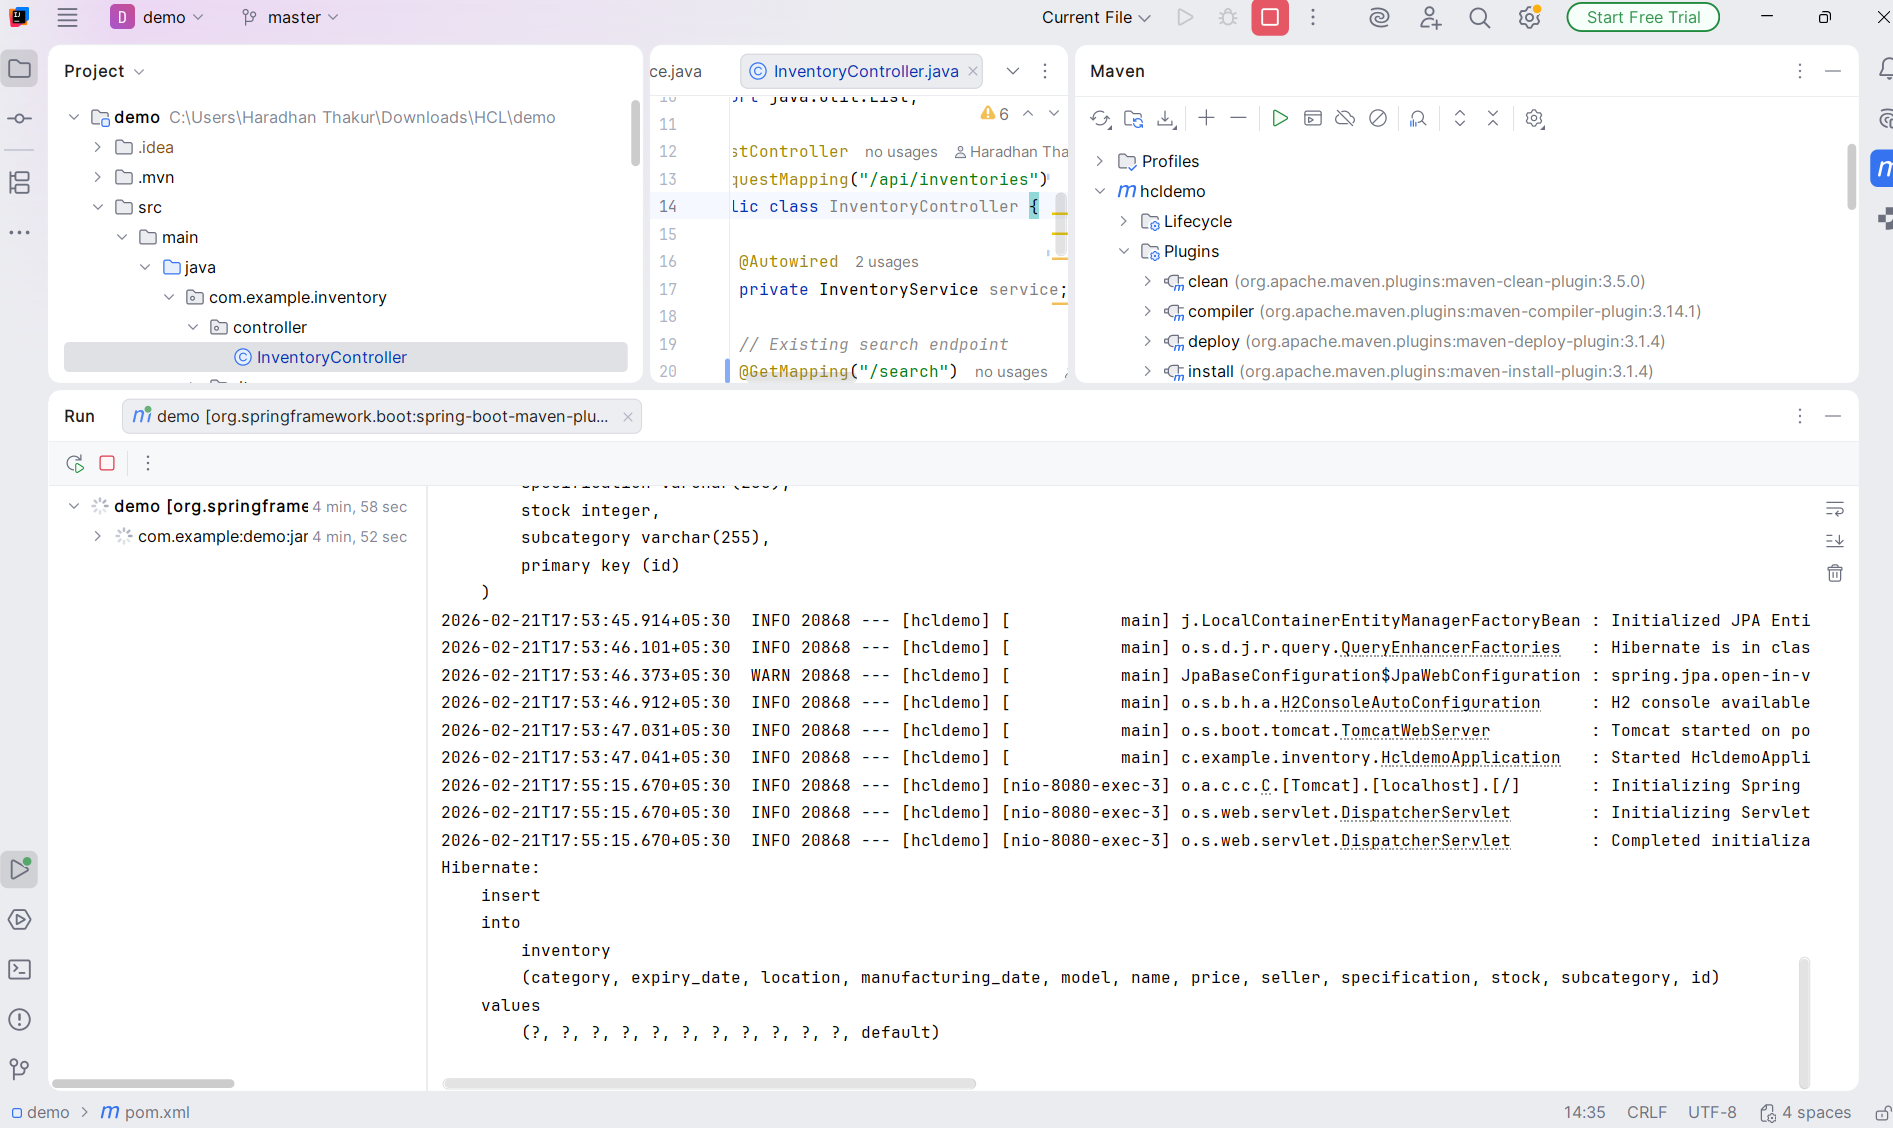 D demo master Current File Start Free Trial
Project
demo C:\Users\Haradhan Thakur\Downloads\HCL\demo
.idea
.mvn
src
main
java
com.example.inventory
controller
InventoryController
ce.java InventoryController.java
ort java.util.List;
6
11
12 stController no usages Haradhan Tha
13 questMapping("/api/inventories")
14 lic class InventoryController {
15
16 @Autowired 2 usages
17 private InventoryService service;
18
19 // Existing search endpoint
20 @GetMapping("/search") no usages
Maven
Profiles
hcldemo
Lifecycle
Plugins
clean (org.apache.maven.plugins:maven-clean-plugin:3.5.0)
compiler (org.apache.maven.plugins:maven-compiler-plugin:3.14.1)
deploy (org.apache.maven.plugins:maven-deploy-plugin:3.1.4)
install (org.apache.maven.plugins:maven-install-plugin:3.1.4)
Run demo [org.springframework.boot:spring-boot-maven-plu...
demo [org.springframe 4 min, 58 sec
com.example:demo:jar 4 min, 52 sec
specification varchar(255),
stock integer,
subcategory varchar(255),
primary key (id)
)
2026-02-21T17:53:45.914+05:30 INFO 20868 --- [hcldemo] [ main] j.LocalContainerEntityManagerFactoryBean : Initialized JPA Enti
2026-02-21T17:53:46.101+05:30 INFO 20868 --- [hcldemo] [ main] o.s.d.j.r.query.QueryEnhancerFactories : Hibernate is in clas
2026-02-21T17:53:46.373+05:30 WARN 20868 --- [hcldemo] [ main] JpaBaseConfiguration$JpaWebConfiguration : spring.jpa.open-in-v
2026-02-21T17:53:46.912+05:30 INFO 20868 --- [hcldemo] [ main] o.s.b.h.a.H2ConsoleAutoConfiguration : H2 console available
2026-02-21T17:53:47.031+05:30 INFO 20868 --- [hcldemo] [ main] o.s.boot.tomcat.TomcatWebServer : Tomcat started on po
2026-02-21T17:53:47.041+05:30 INFO 20868 --- [hcldemo] [ main] c.example.inventory.HcldemoApplication : Started HcldemoAppli
2026-02-21T17:55:15.670+05:30 INFO 20868 --- [hcldemo] [nio-8080-exec-3] o.a.c.c.C.[Tomcat].[localhost].[/] : Initializing Spring
2026-02-21T17:55:15.670+05:30 INFO 20868 --- [hcldemo] [nio-8080-exec-3] o.s.web.servlet.DispatcherServlet : Initializing Servlet
2026-02-21T17:55:15.670+05:30 INFO 20868 --- [hcldemo] [nio-8080-exec-3] o.s.web.servlet.DispatcherServlet : Completed initializa
Hibernate:
insert
into
inventory
(category, expiry_date, location, manufacturing_date, model, name, price, seller, specification, stock, subcategory, id)
values
(?, ?, ?, ?, ?, ?, ?, ?, ?, ?, ?, default)
demo > pom.xml 14:35 CRLF UTF-8 4 spaces